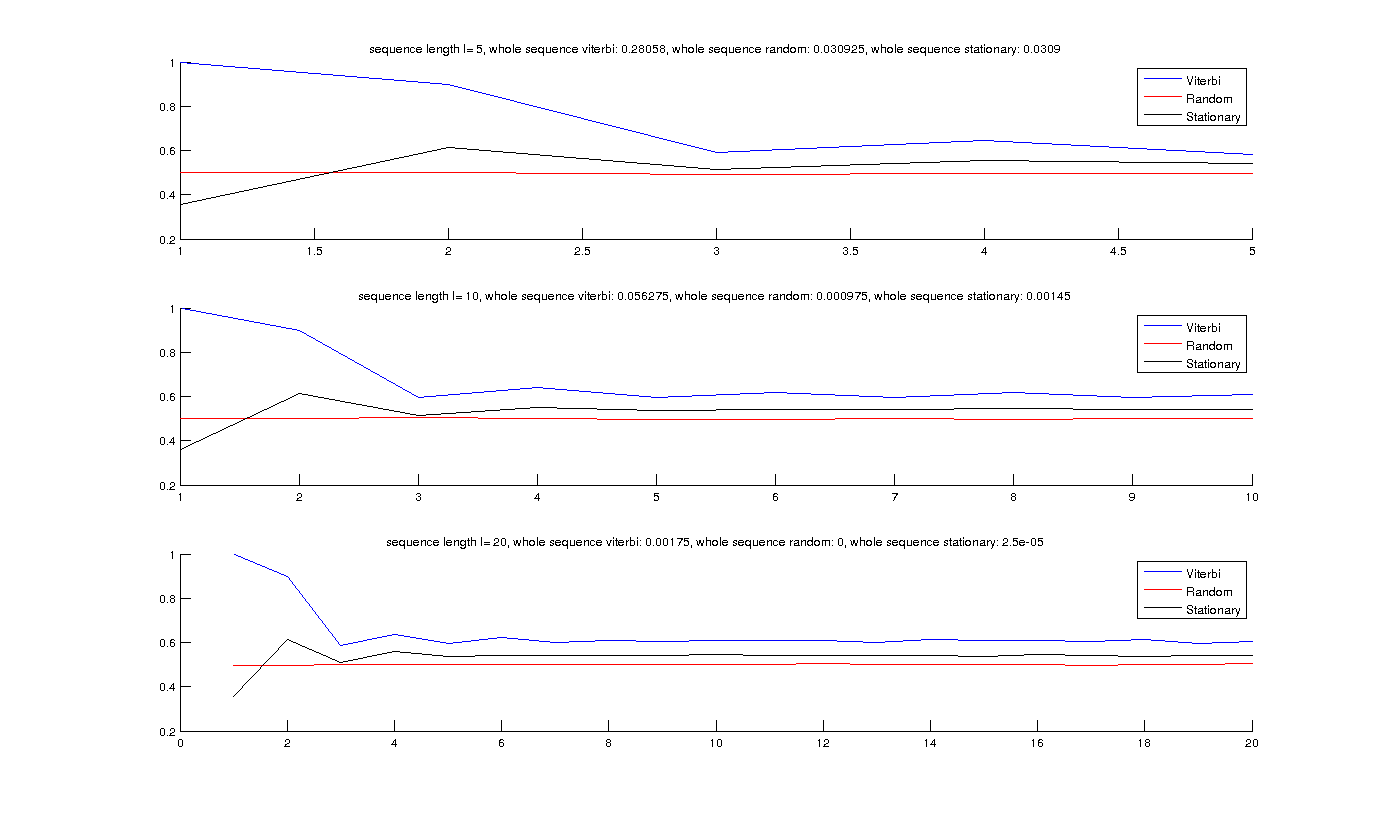 sequence length l= 5, whole sequence viterbi: 0.28058, whole sequence random: 0.030925, whole sequence stationary: 0.0309
1
0.8
0.6
0.4
0.2
1 1.5 2 2.5 3 3.5 4 4.5 5
Viterbi
Random
Stationary
sequence length l= 10, whole sequence viterbi: 0.056275, whole sequence random: 0.000975, whole sequence stationary: 0.00145
1
0.8
0.6
0.4
0.2
1 2 3 4 5 6 7 8 9 10
Viterbi
Random
Stationary
sequence length l= 20, whole sequence viterbi: 0.00175, whole sequence random: 0, whole sequence stationary: 2.5e-05
1
0.8
0.6
0.4
0.2
0 2 4 6 8 10 12 14 16 18 20
Viterbi
Random
Stationary